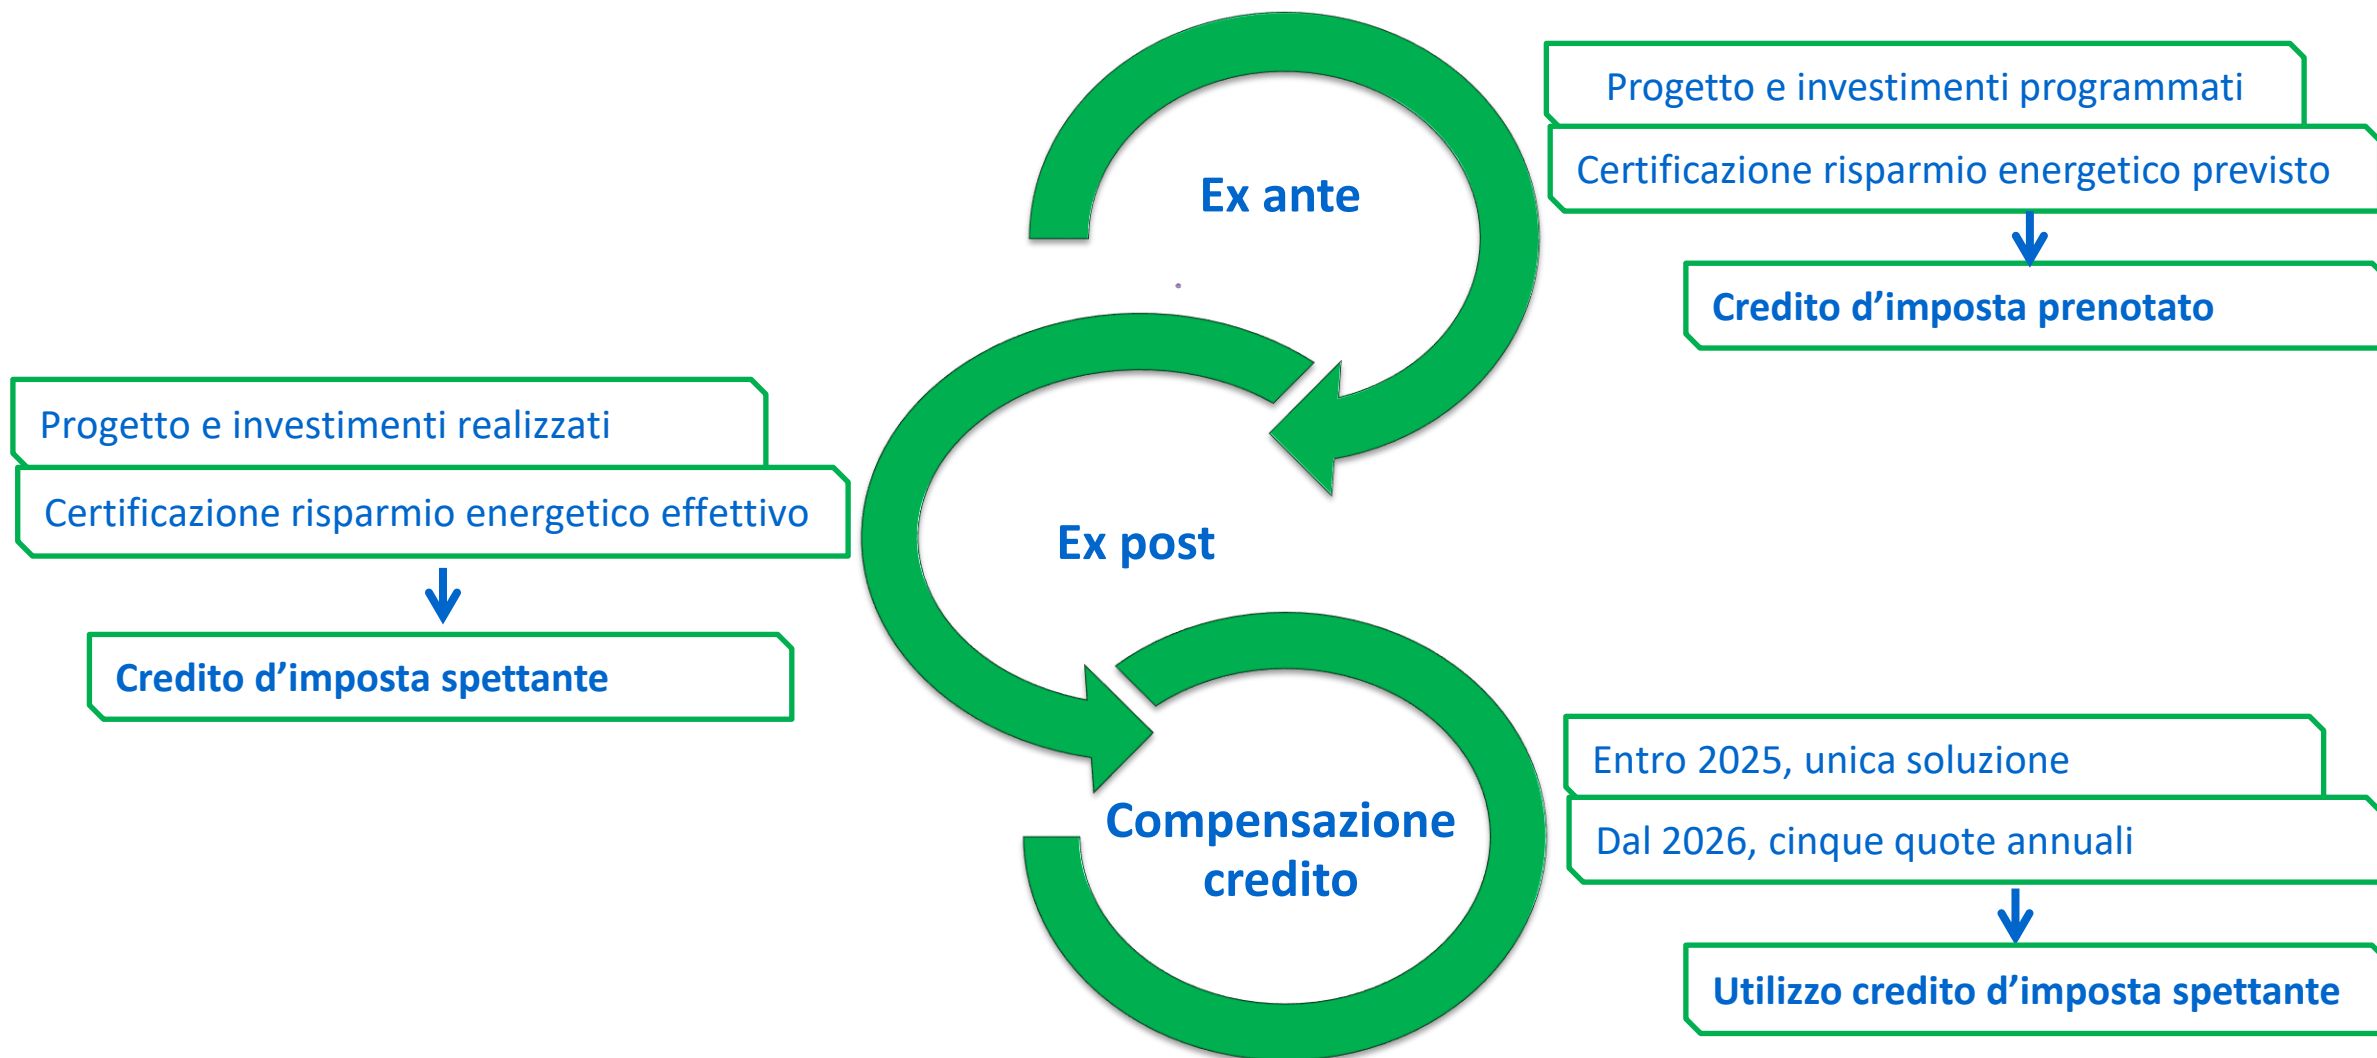 Ex ante
Progetto e investimenti programmati
Certificazione risparmio energetico previsto
Credito d’imposta prenotato
Ex post
Progetto e investimenti realizzati
Certificazione risparmio energetico effettivo
Credito d’imposta spettante
Compensazione
credito
Entro 2025, unica soluzione
Dal 2026, cinque quote annuali
Utilizzo credito d’imposta spettante